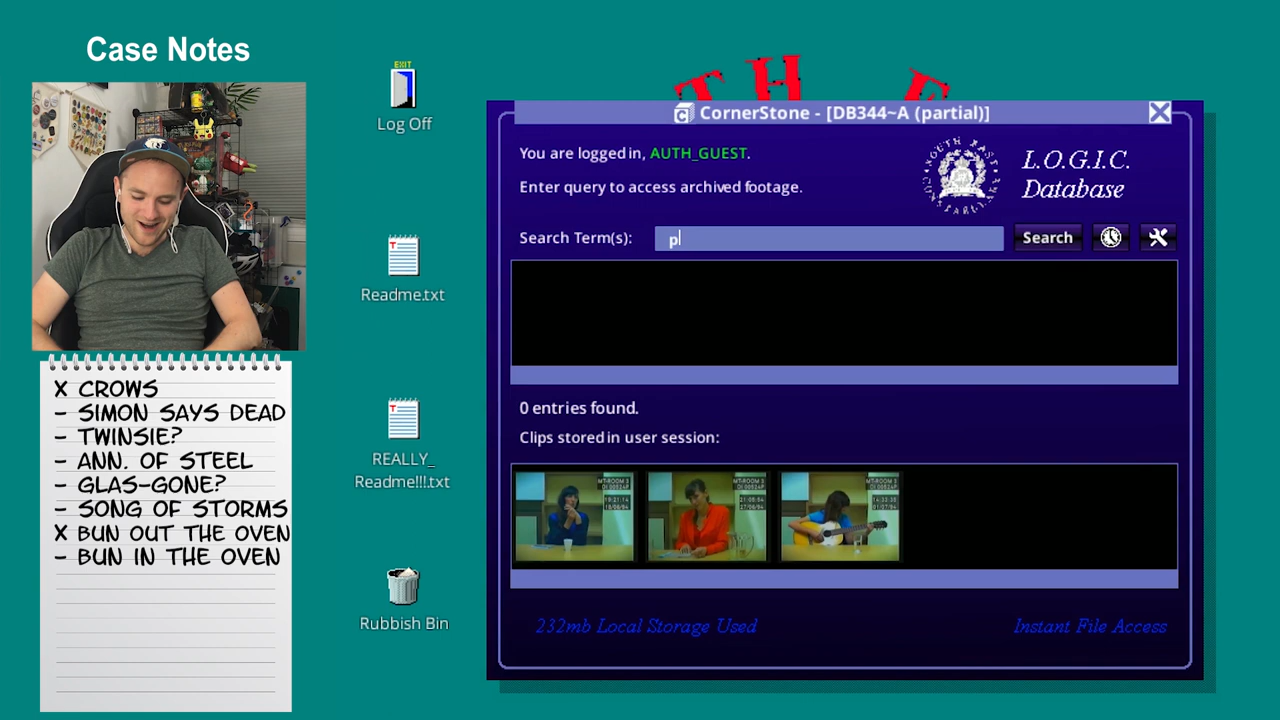 Case Notes
X CROWS
- SIMON SAYS DEAD
- TWINSIE?
- ANN. OF STEEL
- GLAS-GONE?
- SONG OF STORMS
X BUN OUT THE OVEN
- BUN IN THE OVEN
EXIT
Log Off
Readme.txt
REALLY_
Readme!!!.txt
Rubbish Bin
T H E
CornerStone - [DB344~A (partial)]
You are logged in, AUTH_GUEST.
Enter query to access archived footage.
L.O.G.I.C.
Database
Search Term(s): p Search
0 entries found.
Clips stored in user session:
232mb Local Storage Used
Instant File Access